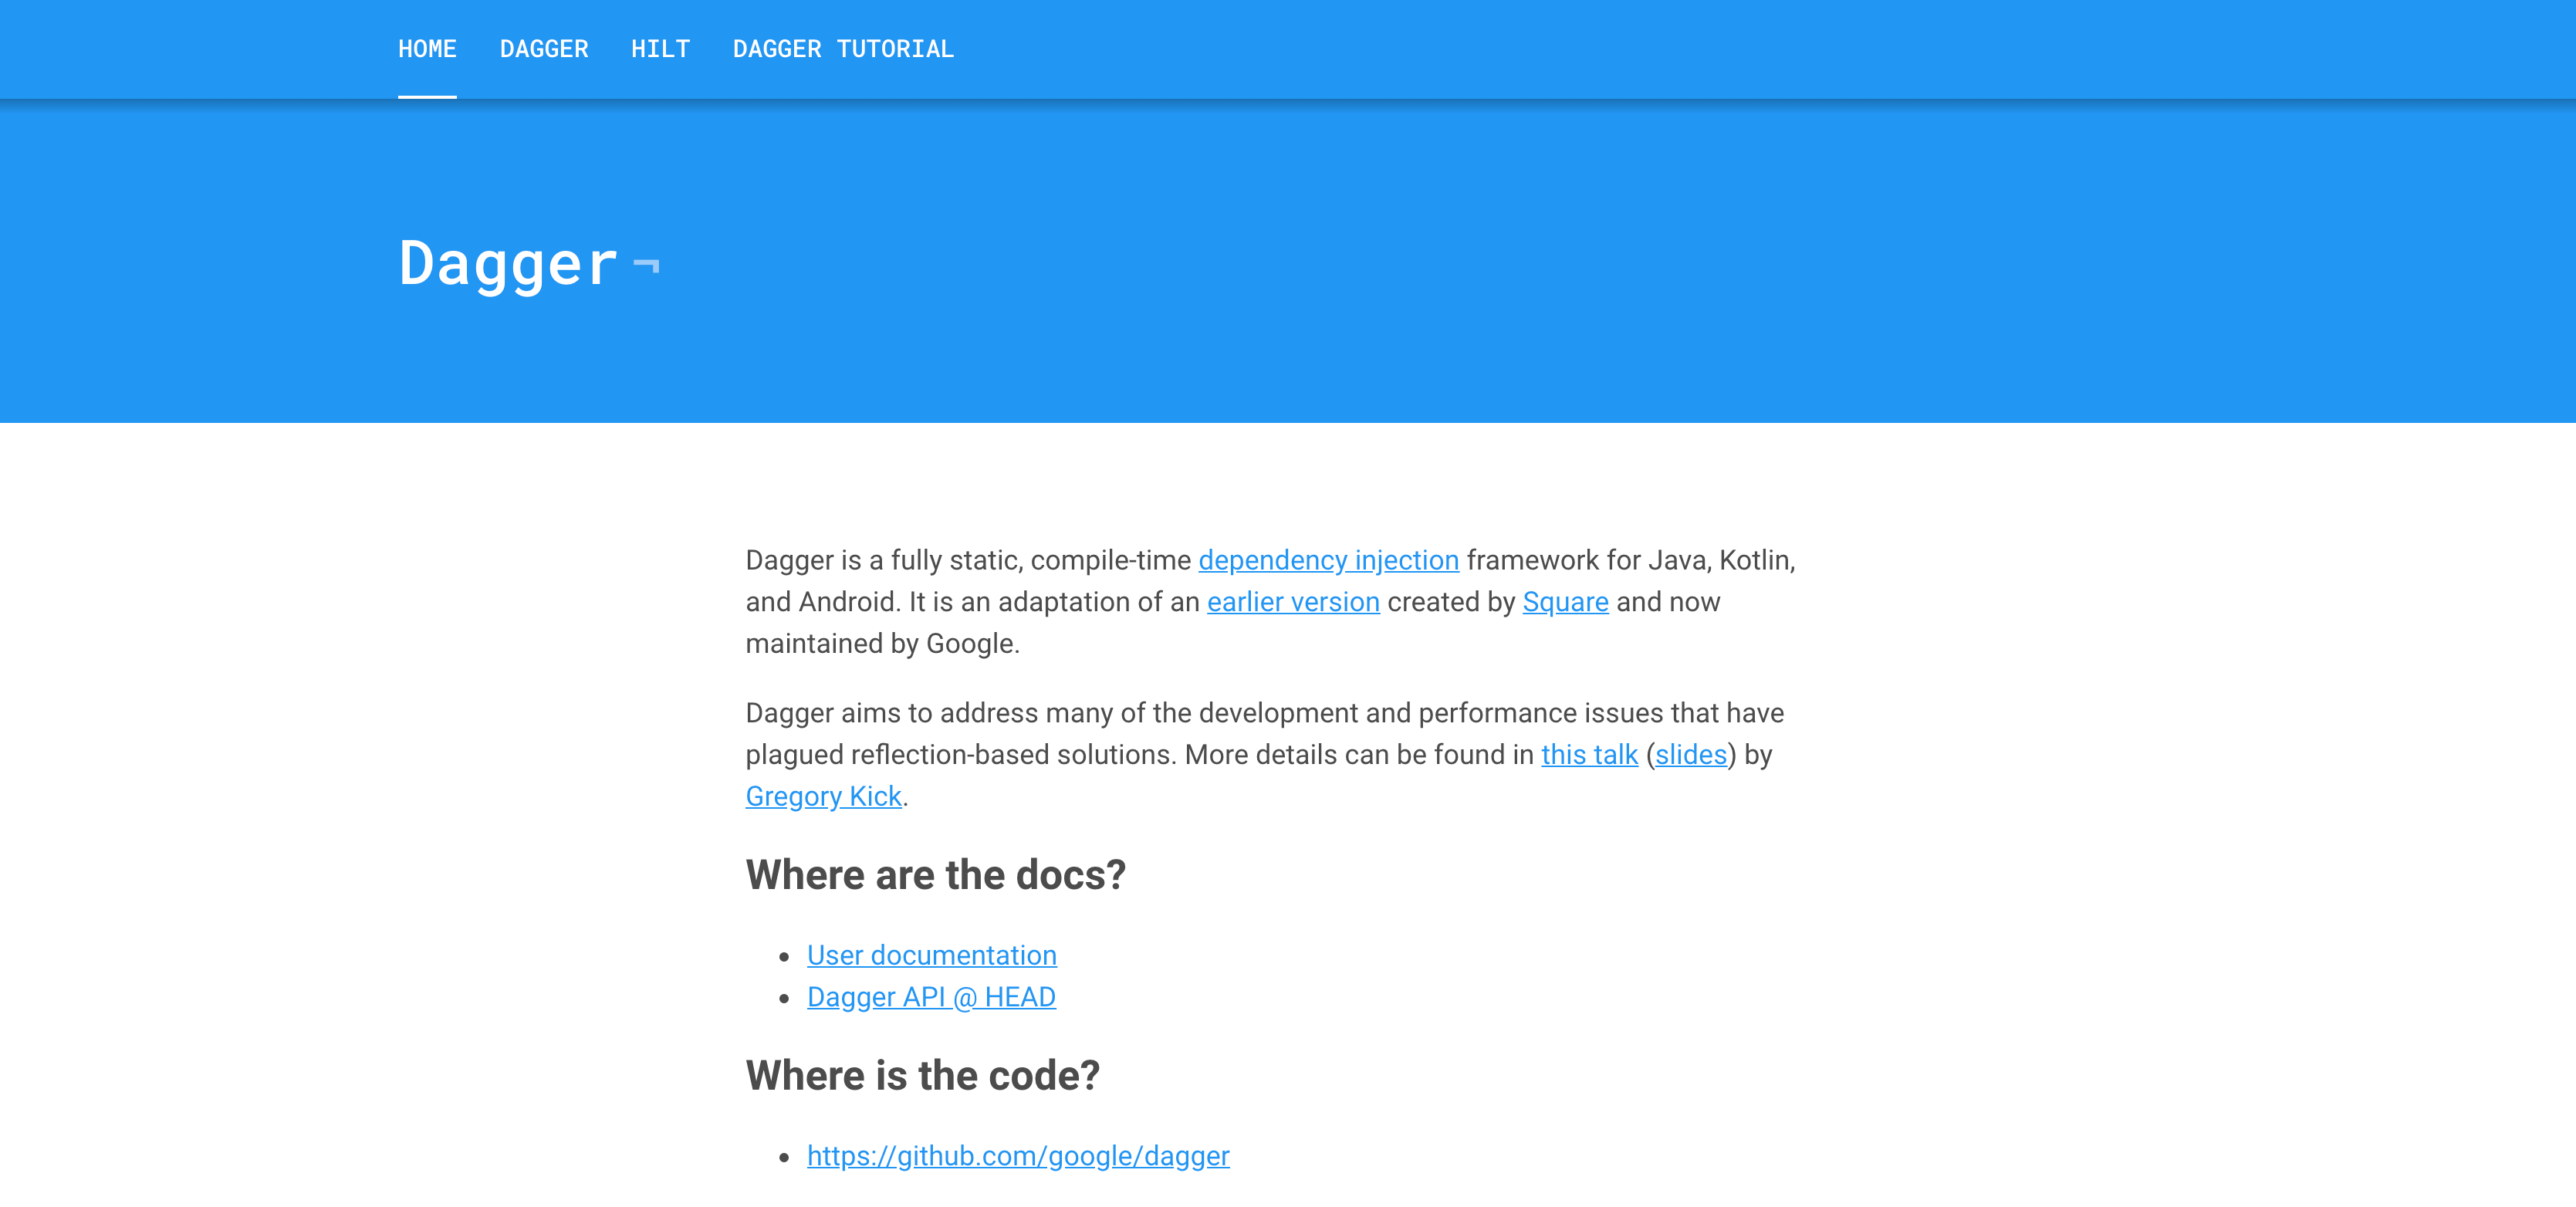 HOME DAGGER HILT DAGGER TUTORIAL
Dagger ¬
Dagger is a fully static, compile-time dependency injection framework for Java, Kotlin,
and Android. It is an adaptation of an earlier version created by Square and now
maintained by Google.
Dagger aims to address many of the development and performance issues that have
plagued reflection-based solutions. More details can be found in this talk (slides) by
Gregory Kick.
Where are the docs?
• User documentation
• Dagger API @ HEAD
Where is the code?
• https://github.com/google/dagger